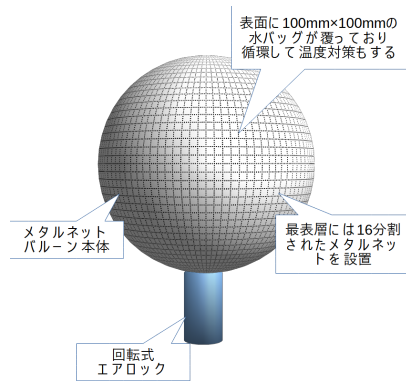 表面に100mm×100mmの
水バッグが覆っており
循環して温度対策もする
メタルネット
バルーン本体
最表層には16分割
されたメタルネッ
トを設置
回転式
エアロック